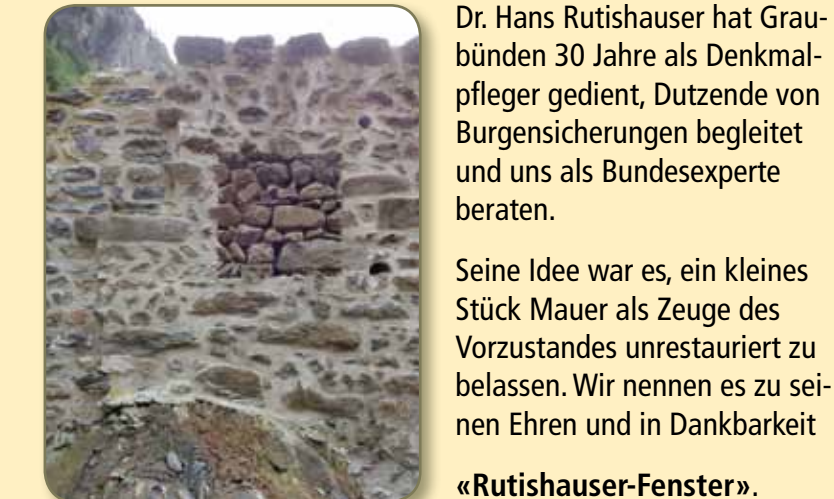 Dr. Hans Rutishauser hat Grau-
bünden 30 Jahre als Denkmal-
pfleger gedient, Dutzende von
Burgensicherungen begleitet
und uns als Bundesexperte
beraten.
Seine Idee war es, ein kleines
Stück Mauer als Zeuge des
Vorzustandes unrestauriert zu
belassen. Wir nennen es zu sei-
nen Ehren und in Dankbarkeit
«Rutishauser-Fenster».